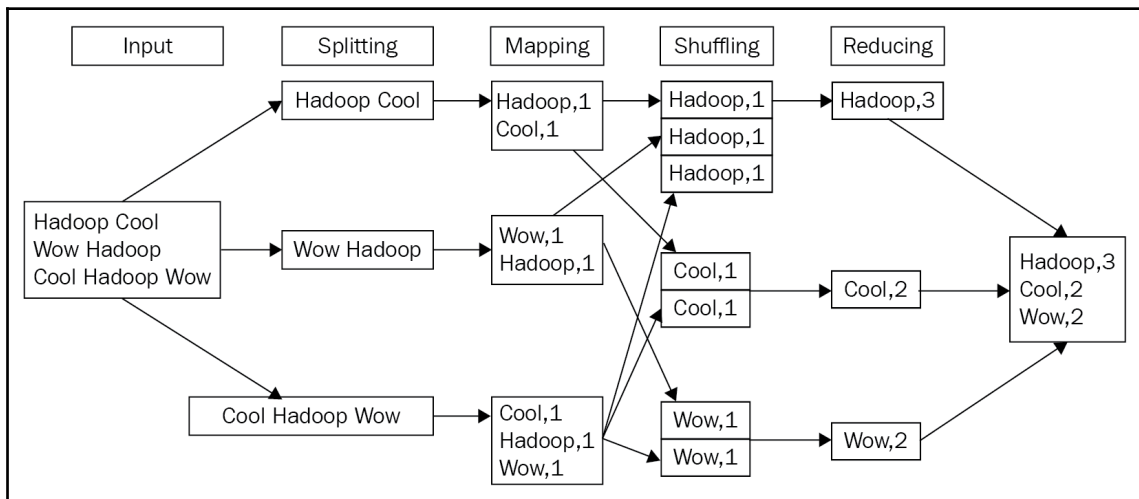 Input
Splitting
Mapping
Shuffling
Reducing
Hadoop Cool
Wow Hadoop
Cool Hadoop Wow
Hadoop Cool
Wow Hadoop
Cool Hadoop Wow
Hadoop,1
Cool,1
Wow,1
Hadoop,1
Cool,1
Hadoop,1
Wow,1
Hadoop,1
Hadoop,1
Hadoop,1
Cool,1
Cool,1
Wow,1
Wow,1
Hadoop,3
Cool,2
Wow,2
Hadoop,3
Cool,2
Wow,2